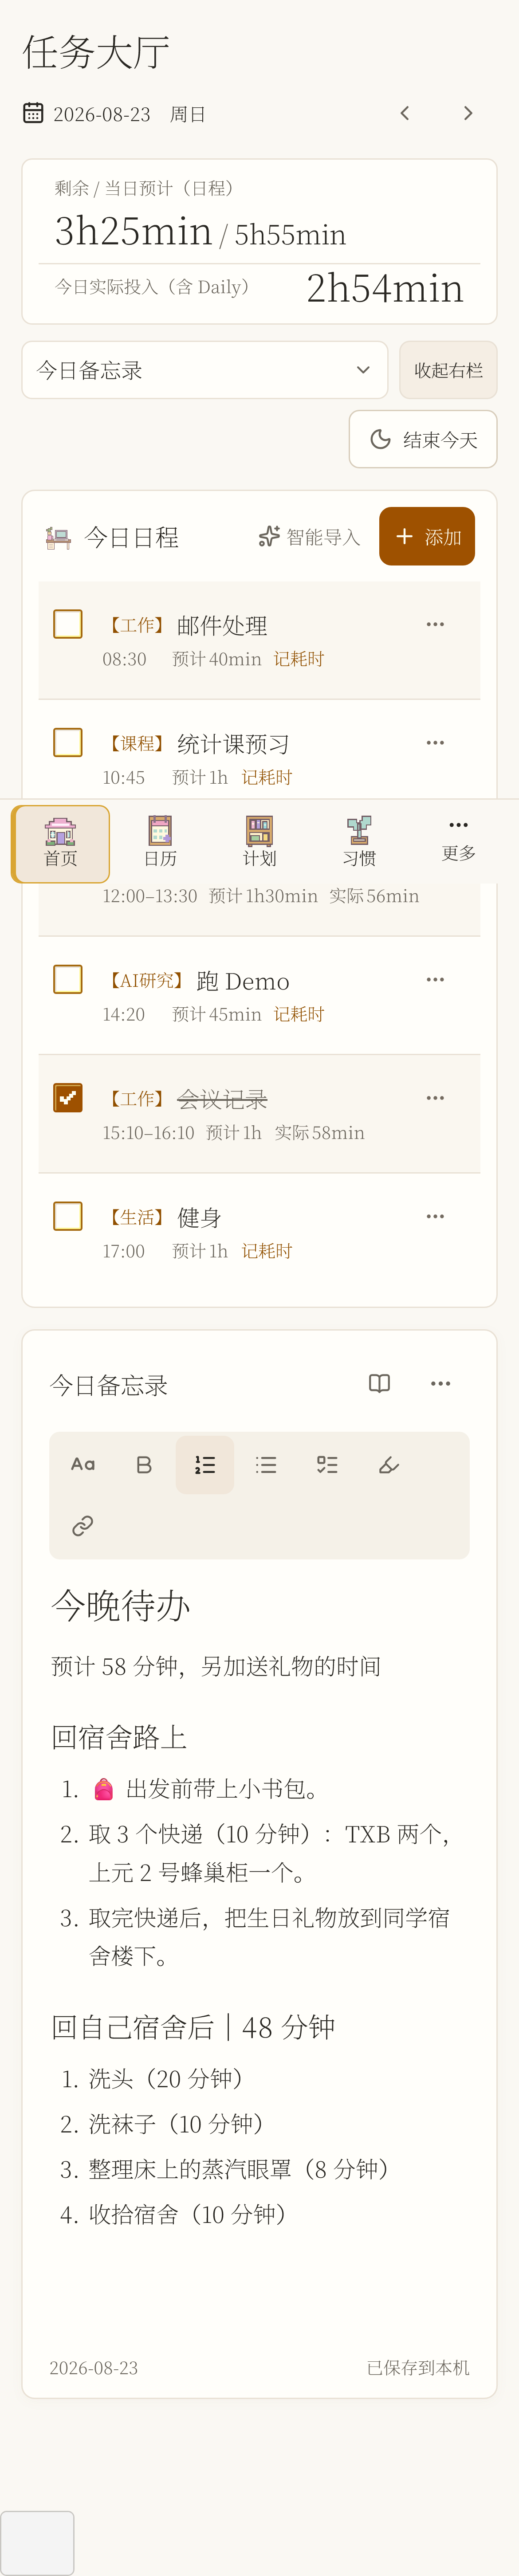 任务大厅
2026-08-23 周日
剩余 / 当日预计（日程）
3h25min / 5h55min
今日实际投入（含 Daily） 2h54min
今日备忘录
收起右栏
结束今天
今日日程
智能导入
添加
【工作】 邮件处理
08:30 预计 40min 记耗时
【课程】 统计课预习
10:45 预计 1h 记耗时
首页
日历
计划
习惯
更多
12:00–13:30 预计 1h30min 实际 56min
【AI研究】 跑 Demo
14:20 预计 45min 记耗时
【工作】 会议记录
15:10–16:10 预计 1h 实际 58min
【生活】 健身
17:00 预计 1h 记耗时
今日备忘录
Aa B
今晚待办
预计 58 分钟，另加送礼物的时间
回宿舍路上
1. 🎒 出发前带上小书包。
2. 取 3 个快递（10 分钟）：TXB 两个，
上元 2 号蜂巢柜一个。
3. 取完快递后，把生日礼物放到同学宿
舍楼下。
回自己宿舍后｜48 分钟
1. 洗头（20 分钟）
2. 洗袜子（10 分钟）
3. 整理床上的蒸汽眼罩（8 分钟）
4. 收拾宿舍（10 分钟）
2026-08-23 已保存到本机